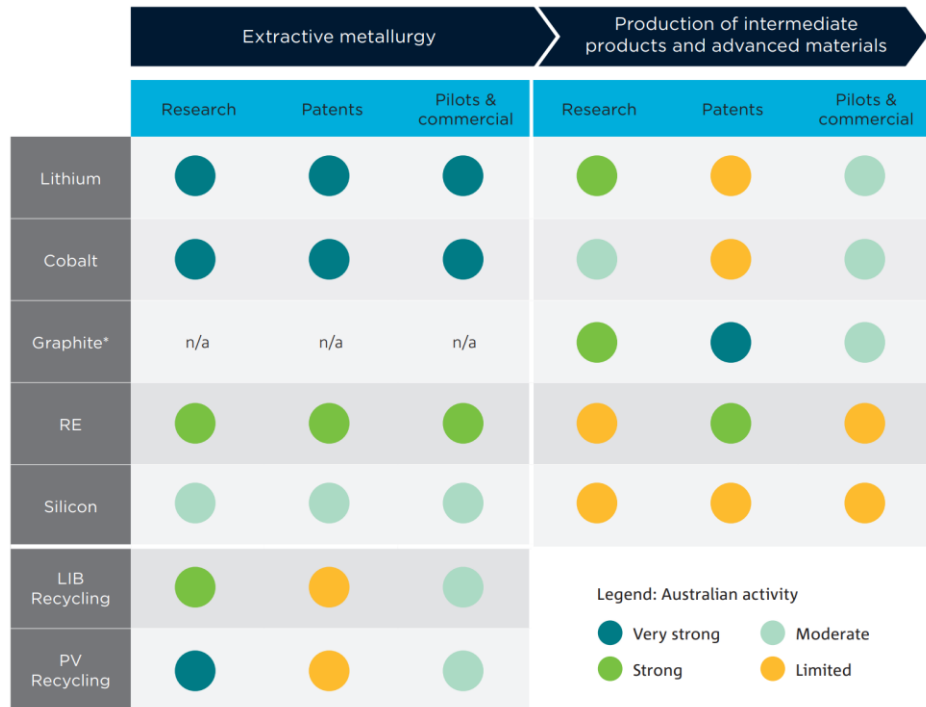 Extractive metallurgy
Production of intermediate
products and advanced materials
Research
Patents
Pilots &
commercial
Research
Patents
Pilots &
commercial
Lithium
Cobalt
Graphite*
n/a
n/a
n/a
RE
Silicon
LIB
Recycling
PV
Recycling
Legend: Australian activity
Very strong
Moderate
Strong
Limited